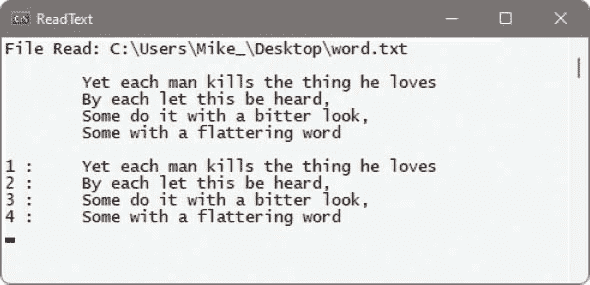 ReadText
File Read: C:\Users\Mike_\Desktop\word.txt
Yet each man kills the thing he loves
By each let this be heard,
Some do it with a bitter look,
Some with a flattering word
1 : Yet each man kills the thing he loves
2 : By each let this be heard,
3 : Some do it with a bitter look,
4 : Some with a flattering word